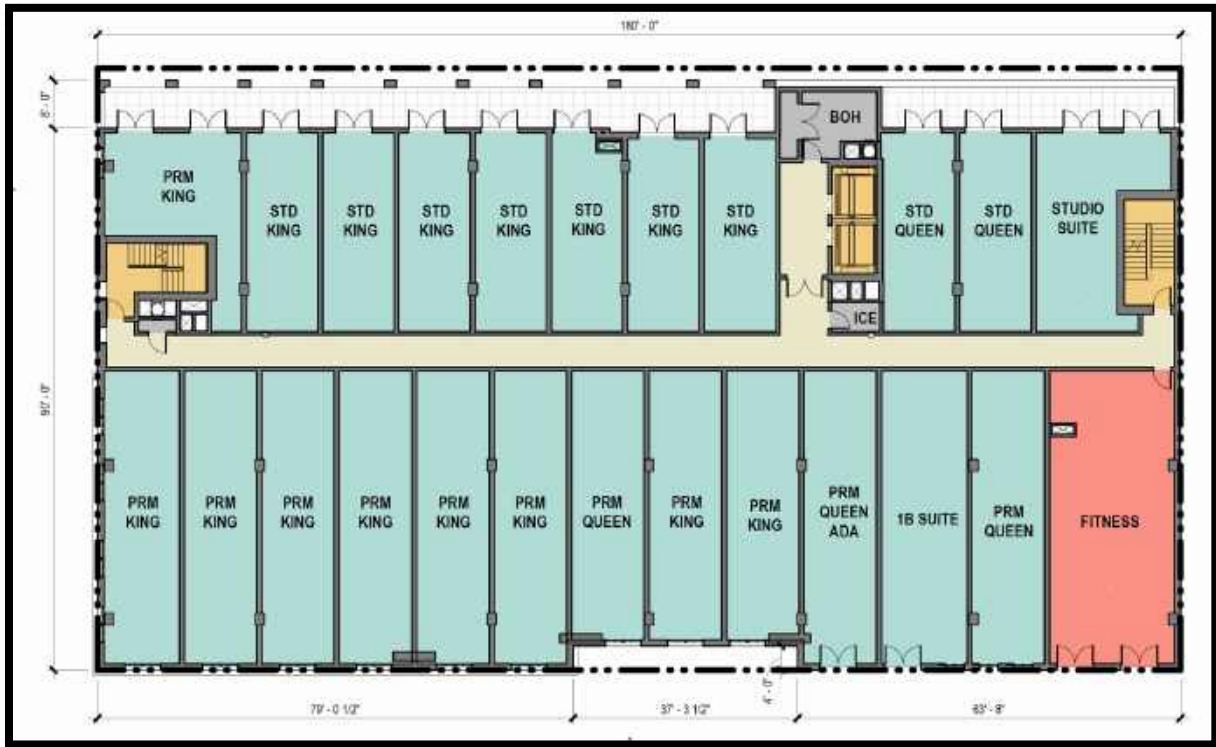 180' - 0"
8' - 0"
BOH
PRM
KING
STD
KING
STD
KING
STD
KING
STD
KING
STD
KING
STD
KING
STD
KING
STD
QUEEN
STD
QUEEN
STUDIO
SUITE
ICE
90' - 0"
PRM
KING
PRM
KING
PRM
KING
PRM
KING
PRM
KING
PRM
KING
PRM
QUEEN
PRM
KING
PRM
KING
PRM
QUEEN
ADA
1B SUITE
PRM
QUEEN
FITNESS
4' - 0"
79' - 0 1/2"
37' - 3 1/2"
63' - 8"